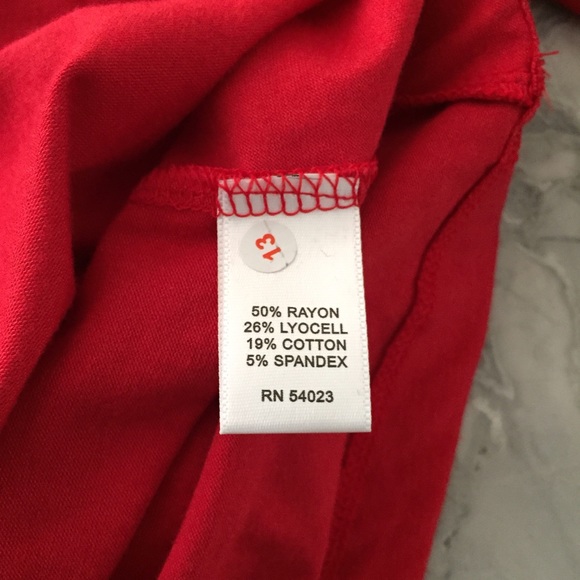 13
50% RAYON
26% LYOCELL
19% COTTON
5% SPANDEX
RN 54023